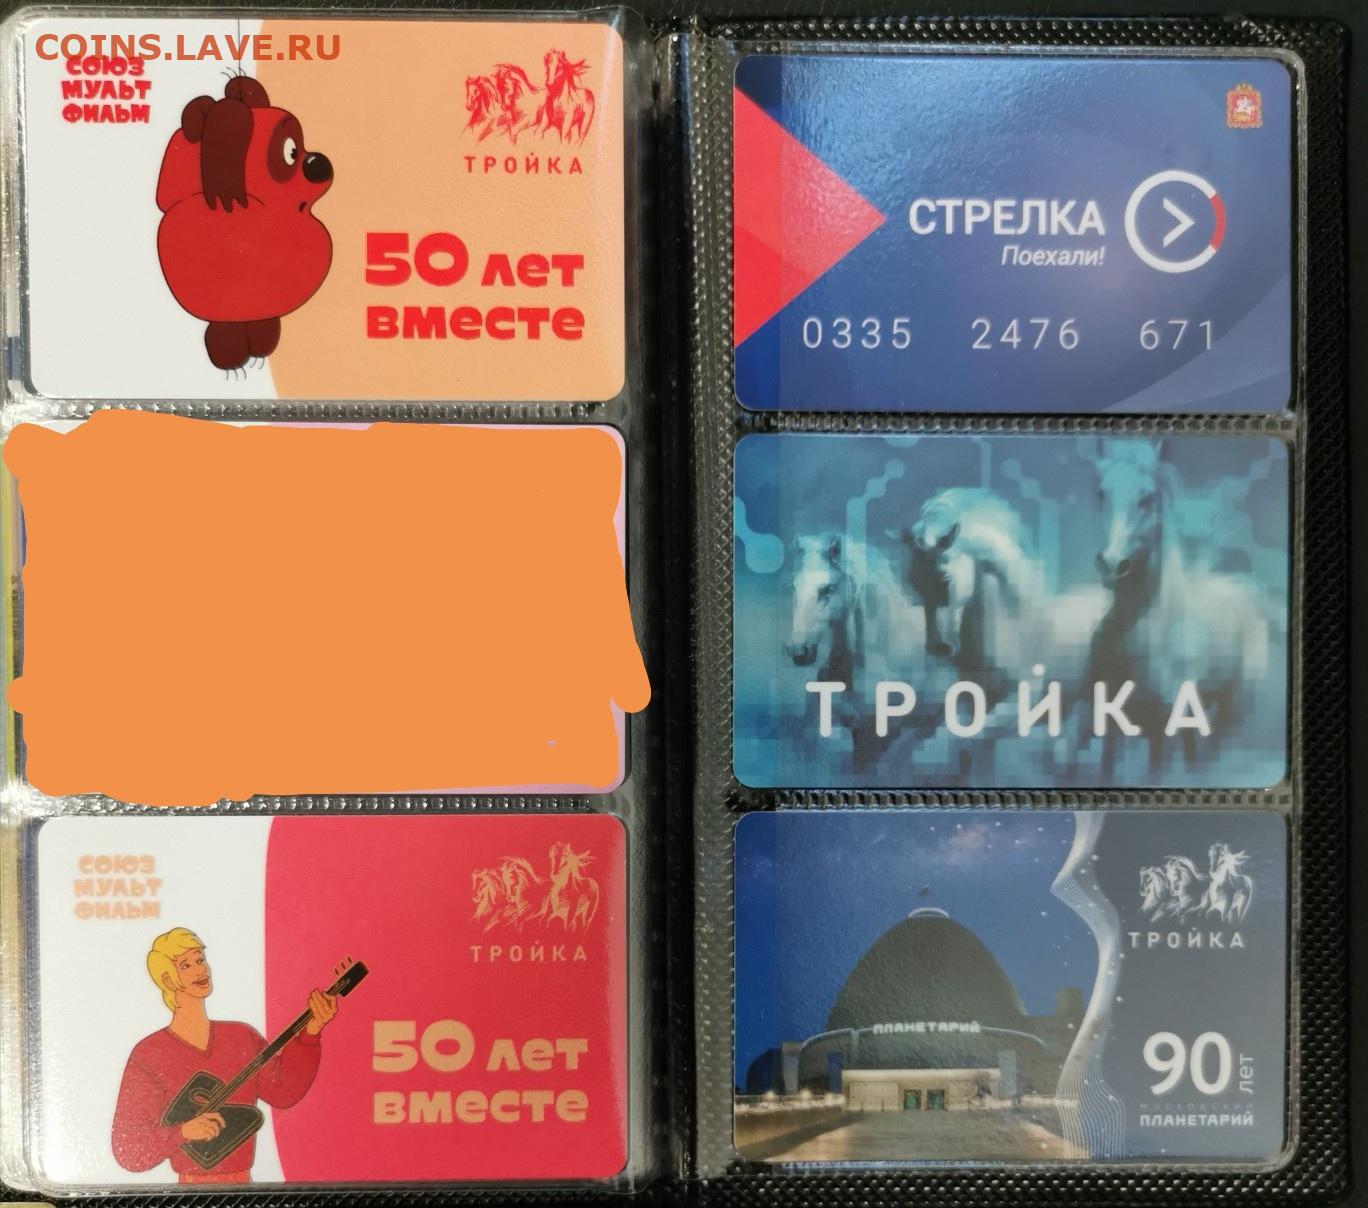 COINS.LAVE.RU
СОЮЗ
МУЛЬТ
ФИЛЬМ
ТРОЙКА
50 лет
вместе
СТРЕЛКА
Поехали!
0335 2476 671
ТРОЙКА
СОЮЗ
МУЛЬТ
ФИЛЬМ
ТРОЙКА
50 лет
вместе
ПЛАНЕТАРИЙ
ТРОЙКА
90 лет
МОСКОВСКИЙ
ПЛАНЕТАРИЙ